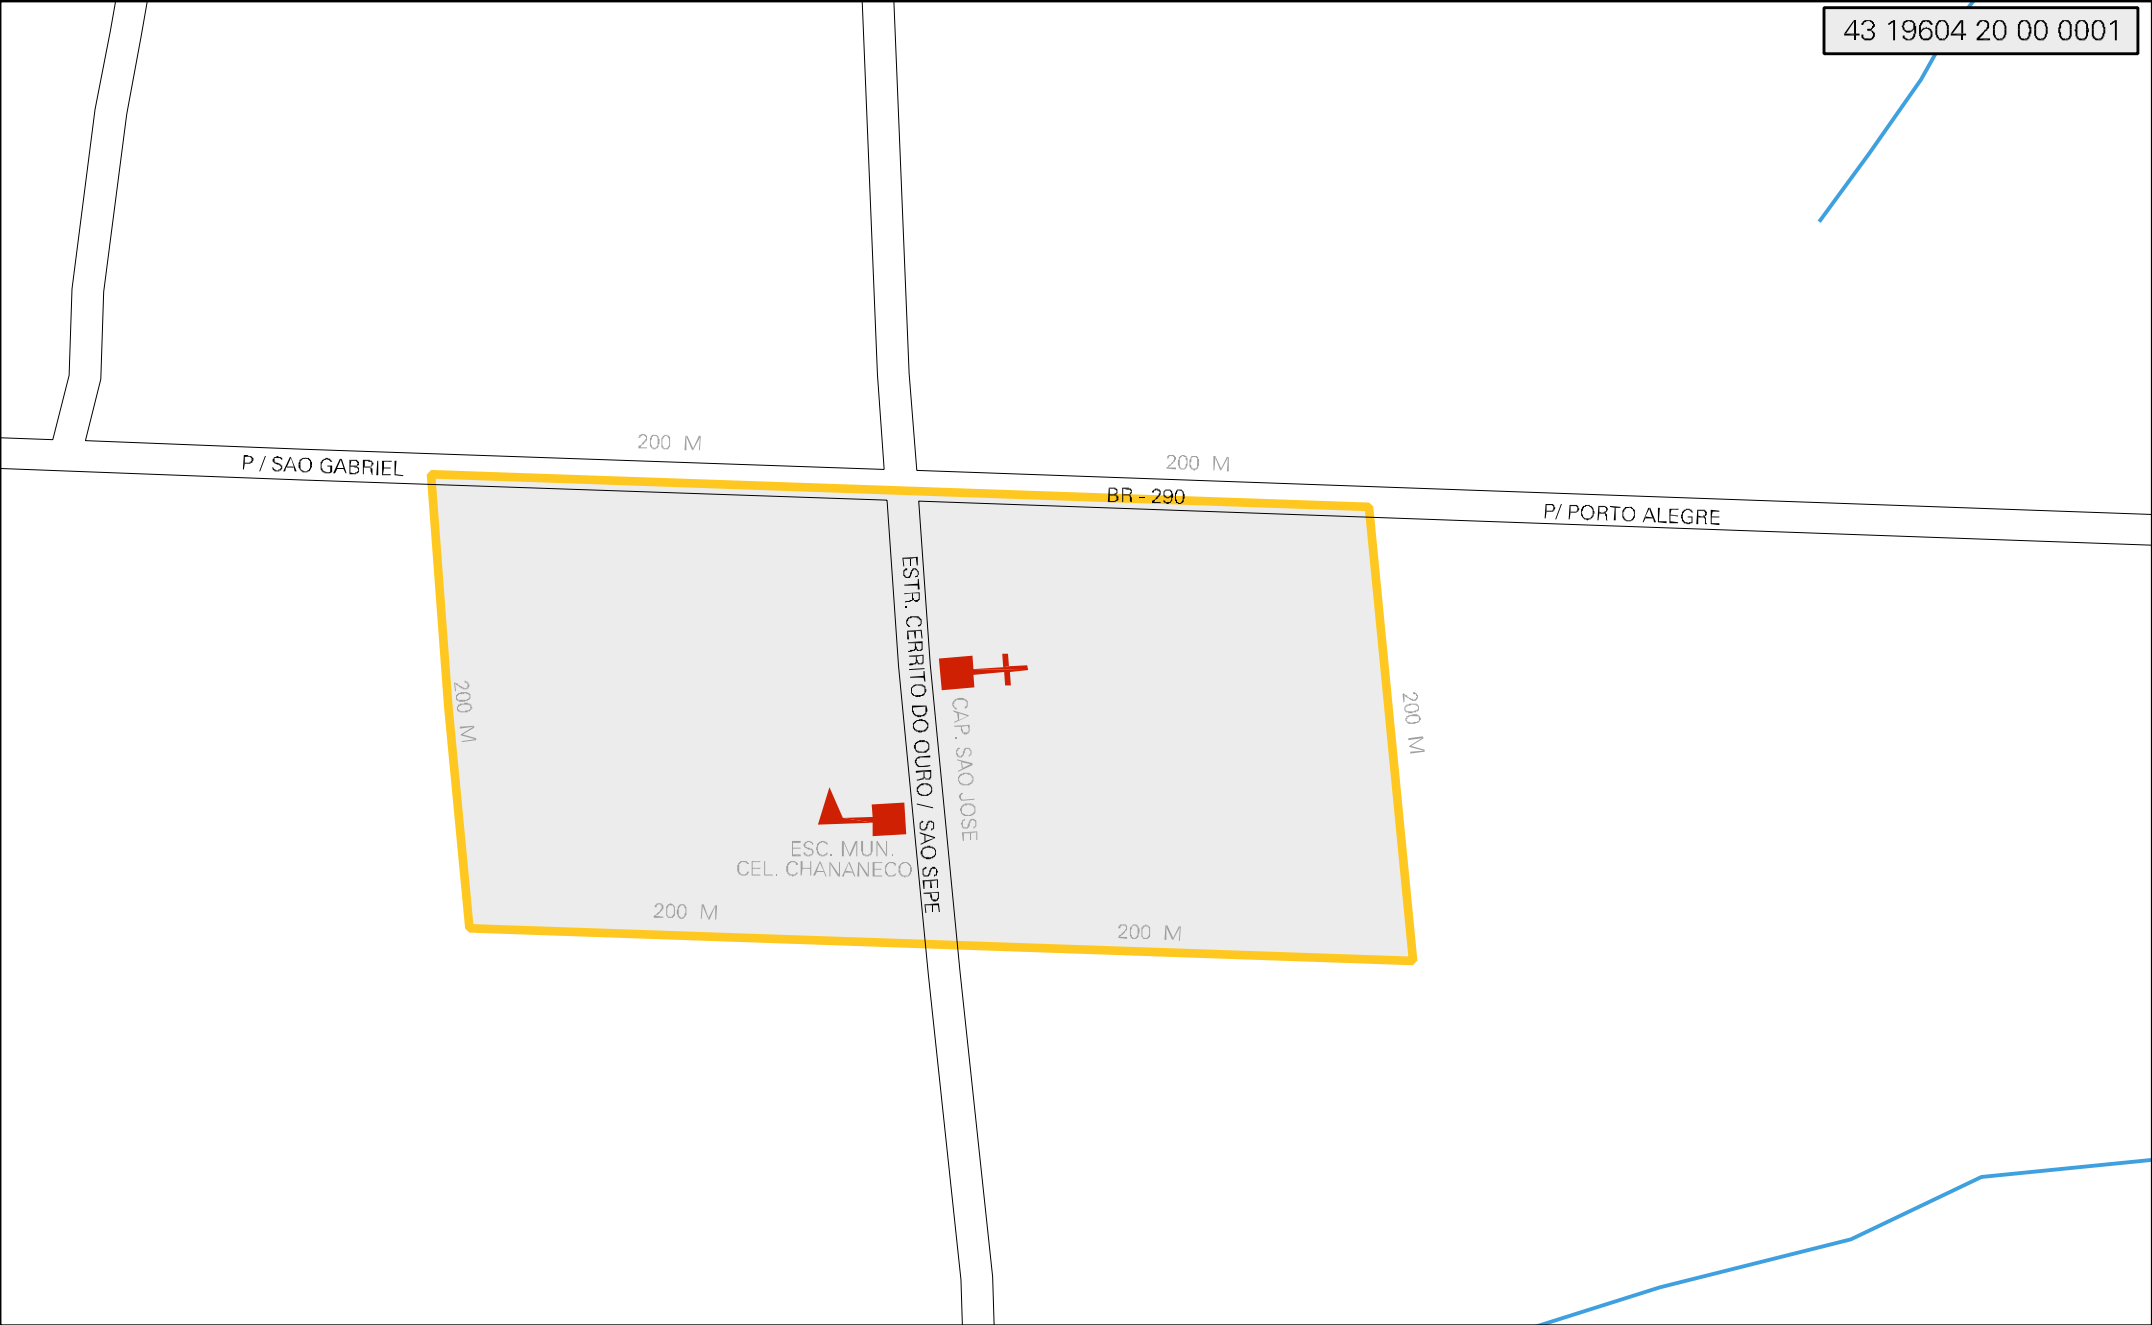 43 19604 20 00 0001
200 M
200 M
P / SAO GABRIEL
BR - 290
P/ PORTO ALEGRE
ESTR. CERRITO DO OURO / SAO SEPE
200 M
200 M
CAP. SAO JOSE
ESC. MUN.
CEL. CHANANECO
200 M
200 M